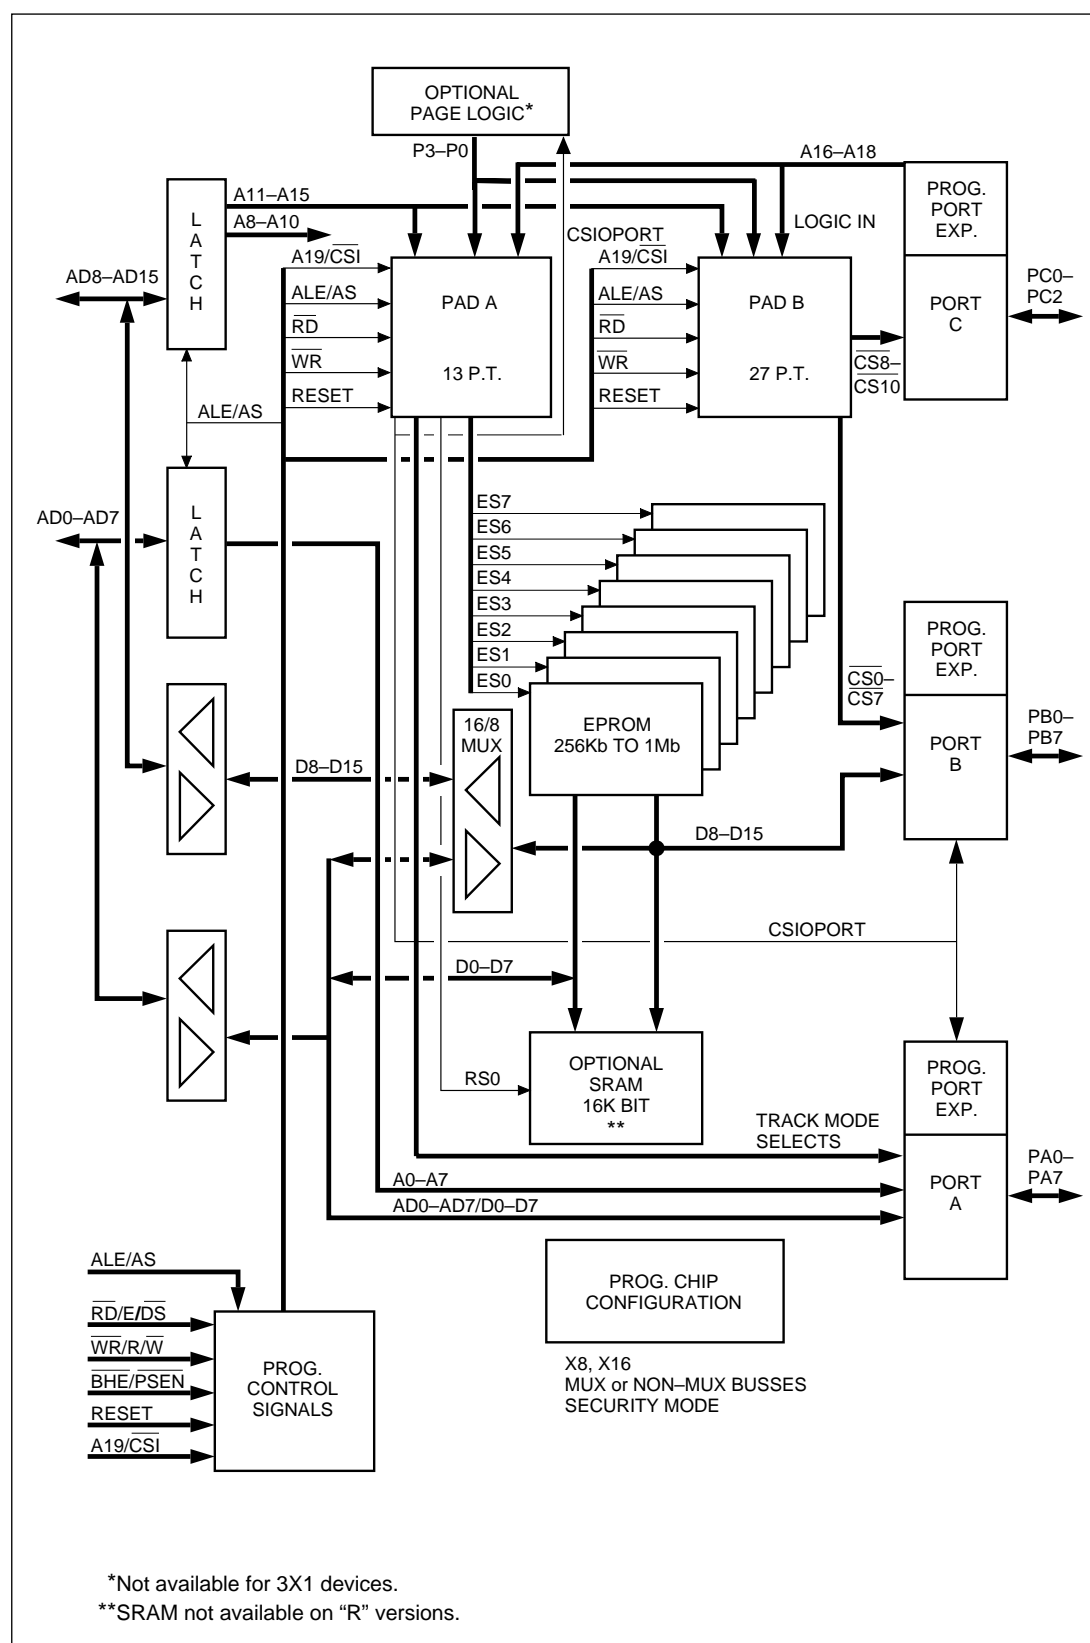 OPTIONAL
PAGE LOGIC*
P3–P0
A16–A18
PROG.
PORT
EXP.
A11–A15
A8–A10
LATCH
LOGIC IN
CSIOPORT
AD8–AD15
A19/CSI
ALE/AS
RD
WR
RESET
PAD A
13 P.T.
A19/CSI
ALE/AS
RD
WR
RESET
PAD B
27 P.T.
PORT
C
PC0–
PC2
CS8–
CS10
ALE/AS
AD0–AD7
LATCH
ES7
ES6
ES5
ES4
ES3
ES2
ES1
ES0
EPROM
256Kb TO 1Mb
CS0–
CS7
PROG.
PORT
EXP.
PORT
B
PB0–
PB7
16/8
MUX
D8–D15
D8–D15
CSIOPORT
D0–D7
RS0
OPTIONAL
SRAM
16K BIT
**
PROG.
PORT
EXP.
TRACK MODE
SELECTS
PORT
A
PA0–
PA7
A0–A7
AD0–AD7/D0–D7
ALE/AS
RD/E/DS
WR/R/W
BHE/PSEN
RESET
A19/CSI
PROG.
CONTROL
SIGNALS
PROG. CHIP
CONFIGURATION
X8, X16
MUX or NON–MUX BUSSES
SECURITY MODE
*Not available for 3X1 devices.
**SRAM not available on “R” versions.